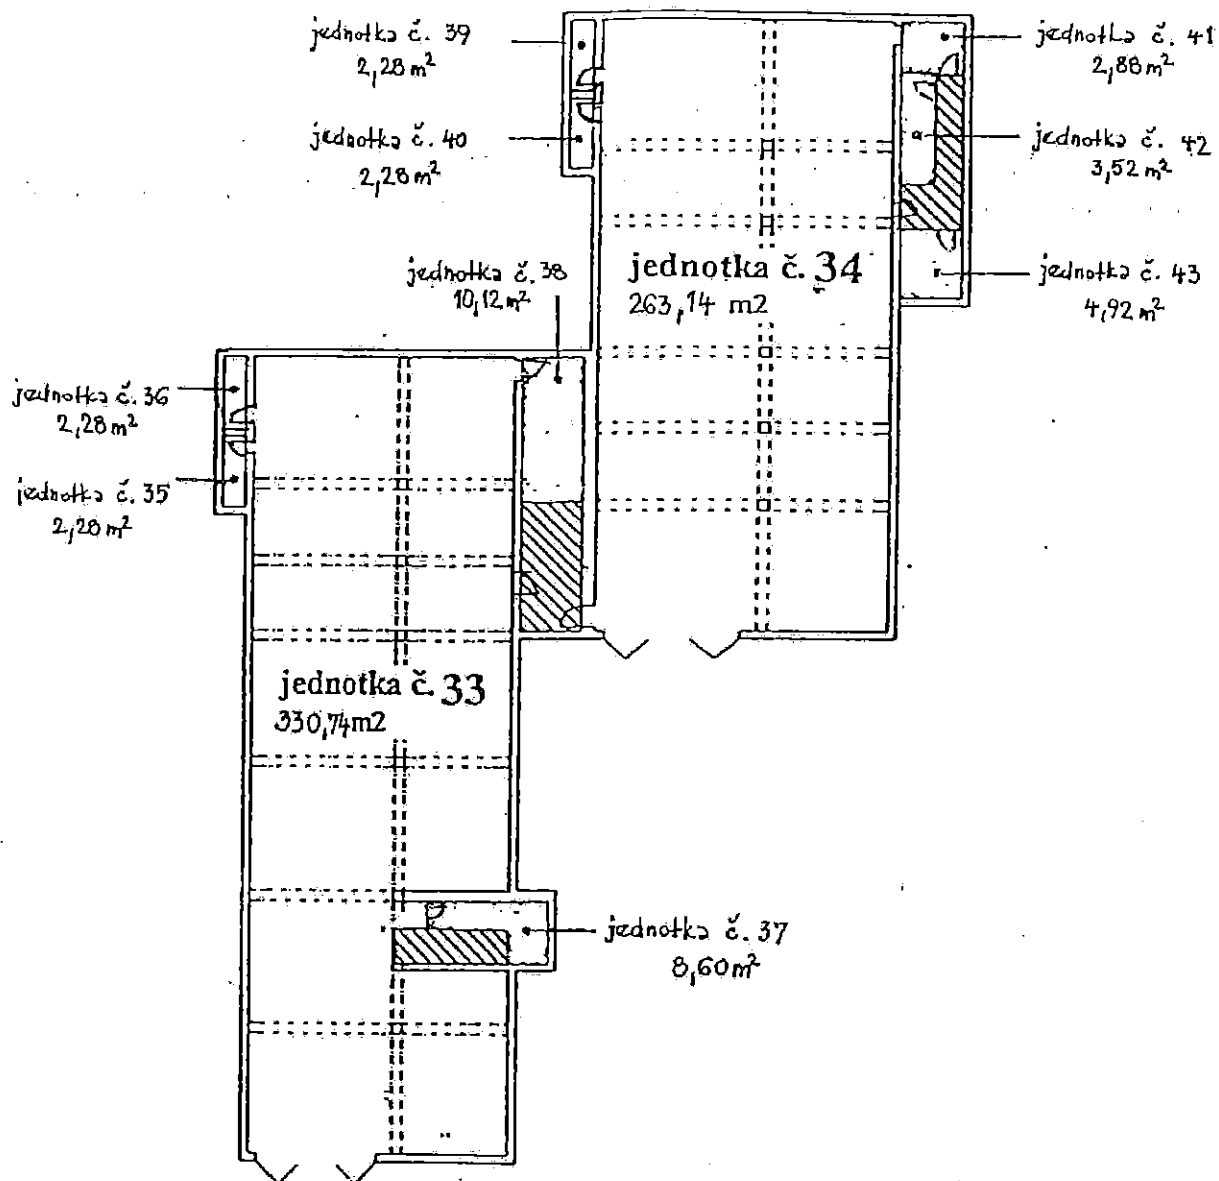 jednotka č. 39
2,28 m²
jednotka č. 41
2,88 m²
jednotka č. 40
2,28 m²
jednotka č. 42
3,52 m²
jednotka č. 38
10,12 m²
jednotka č. 34
263,14 m2
jednotka č. 43
4,92 m²
jednotka č. 36
2,28 m²
jednotka č. 35
2,28 m²
jednotka č. 33
330,74 m2
jednotka č. 37
8,60 m²